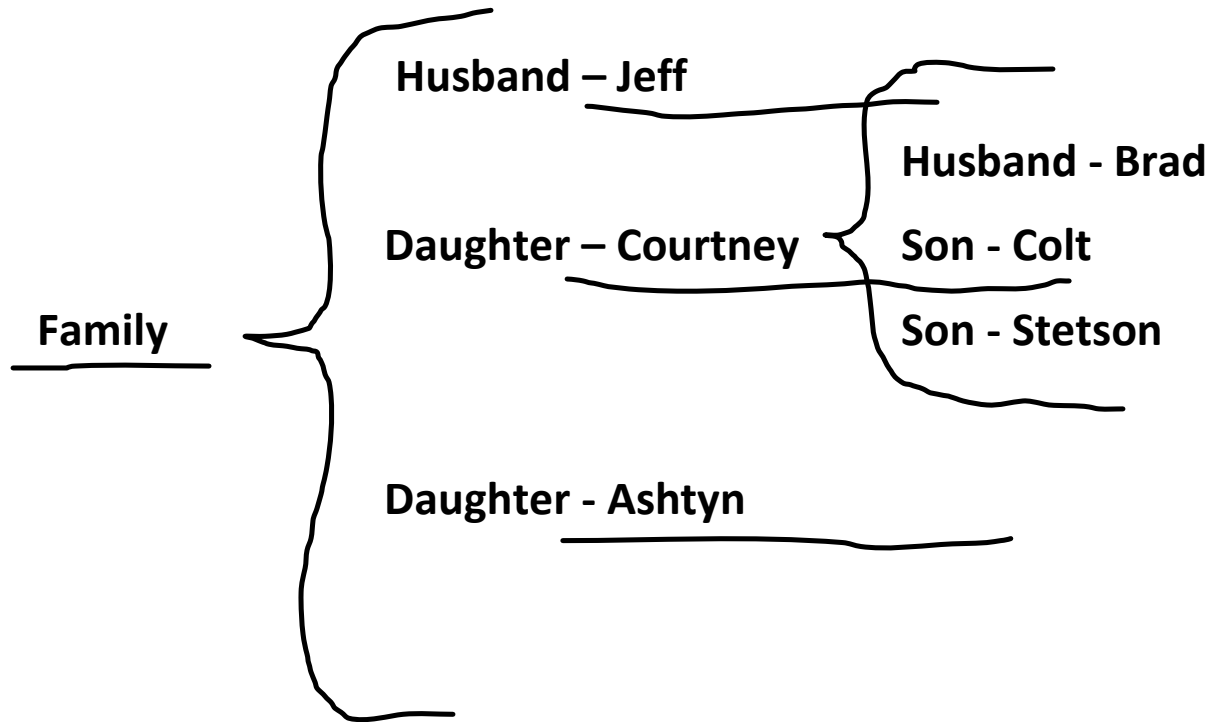 Husband – Jeff
Husband - Brad
Daughter – Courtney
Son - Colt
Family
Son - Stetson
Daughter - Ashtyn